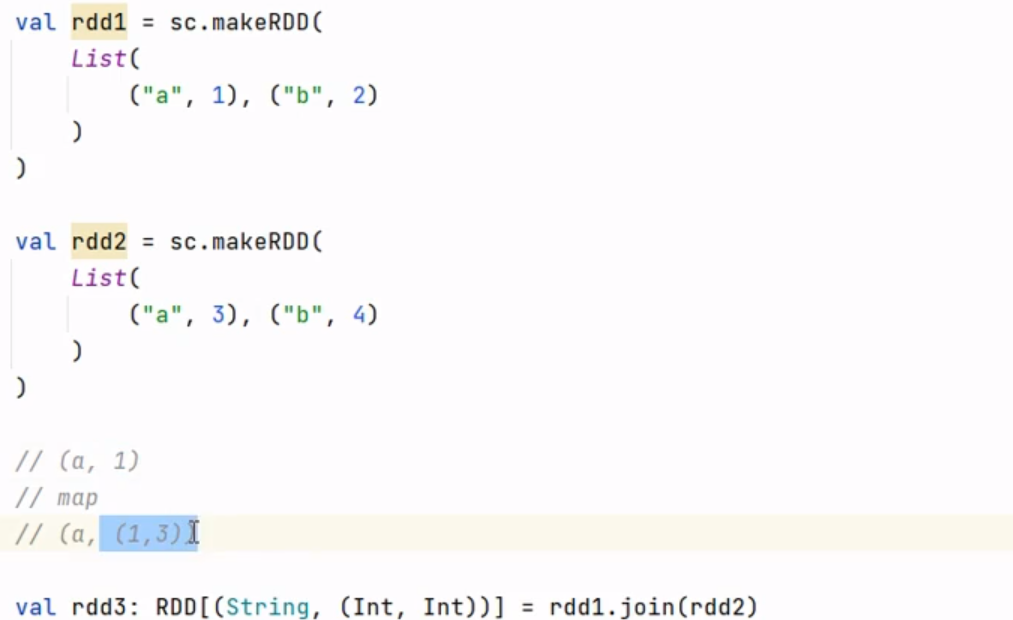 val rdd1 = sc.makeRDD(
List(
("a", 1), ("b", 2)
)
)
val rdd2 = sc.makeRDD(
List(
("a", 3), ("b", 4)
)
)
// (a, 1)
// map
// (a, (1,3))
val rdd3: RDD[(String, (Int, Int))] = rdd1.join(rdd2)